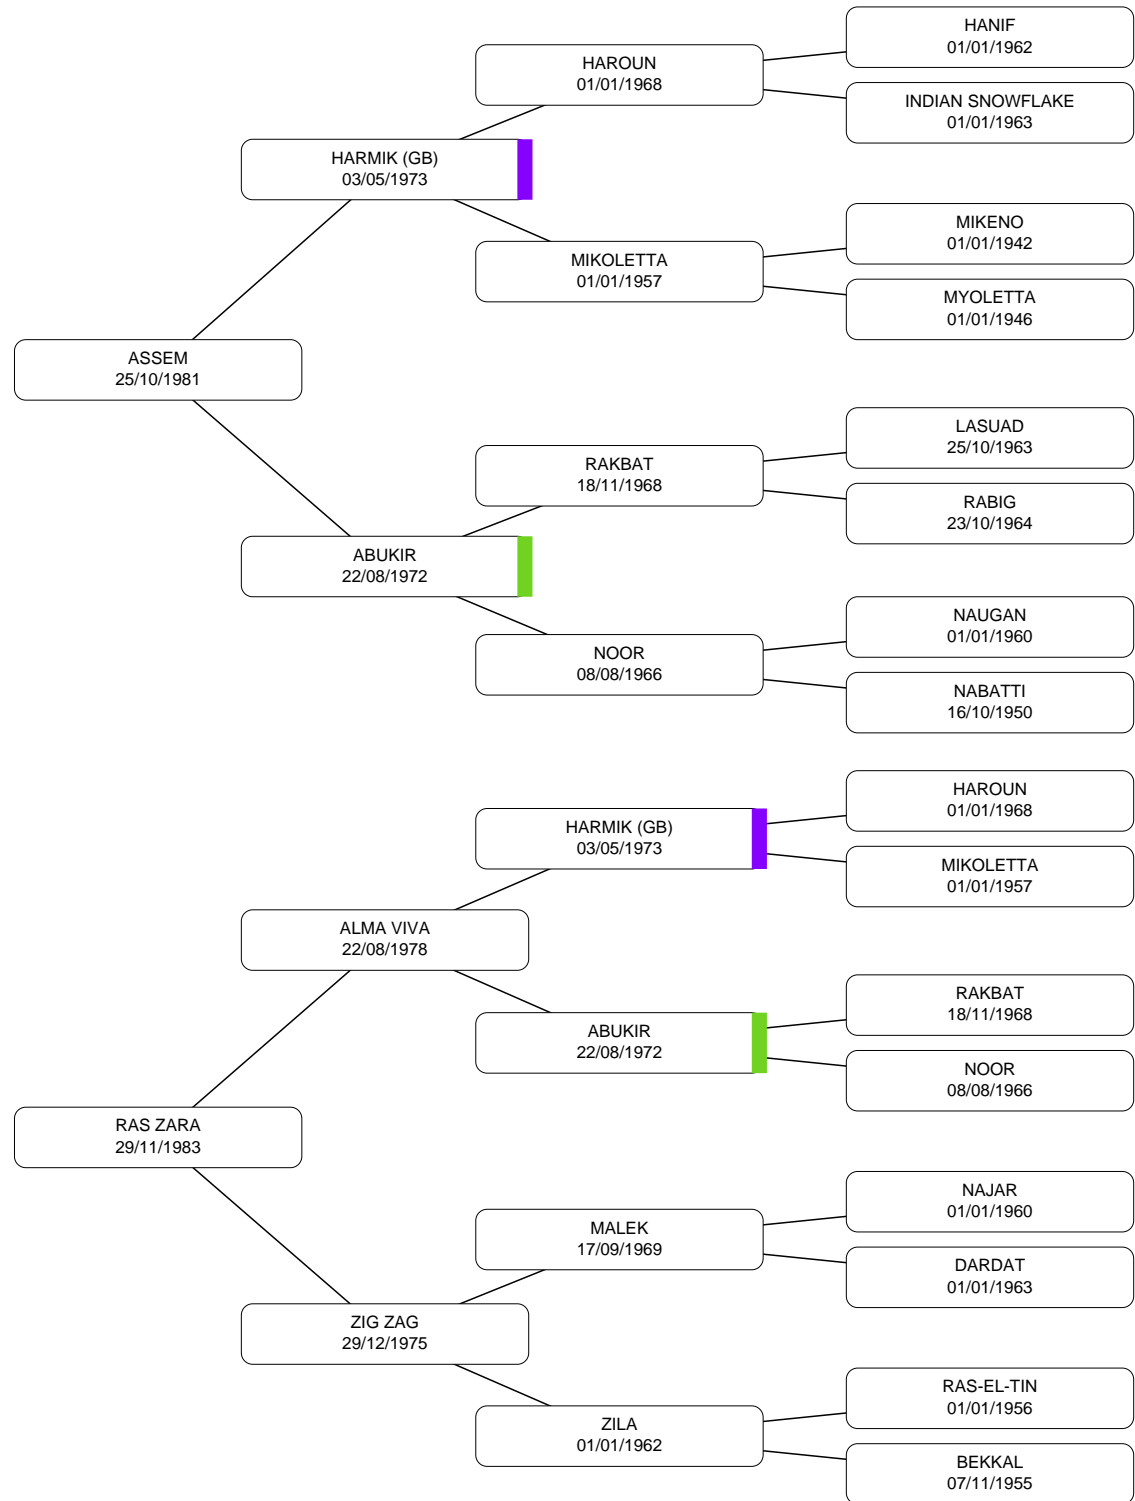 HANIF
01/01/1962
HAROUN
01/01/1968
INDIAN SNOWFLAKE
01/01/1963
HARMIK (GB)
03/05/1973
MIKENO
01/01/1942
MIKOLETTA
01/01/1957
MYOLETTA
01/01/1946
ASSEM
25/10/1981
LASUAD
25/10/1963
RAKBAT
18/11/1968
RABIG
23/10/1964
ABUKIR
22/08/1972
NAUGAN
01/01/1960
NOOR
08/08/1966
NABATTI
16/10/1950
HAROUN
01/01/1968
HARMIK (GB)
03/05/1973
MIKOLETTA
01/01/1957
ALMA VIVA
22/08/1978
RAKBAT
18/11/1968
ABUKIR
22/08/1972
NOOR
08/08/1966
RAS ZARA
29/11/1983
NAJAR
01/01/1960
MALEK
17/09/1969
DARDAT
01/01/1963
ZIG ZAG
29/12/1975
RAS-EL-TIN
01/01/1956
ZILA
01/01/1962
BEKKAL
07/11/1955